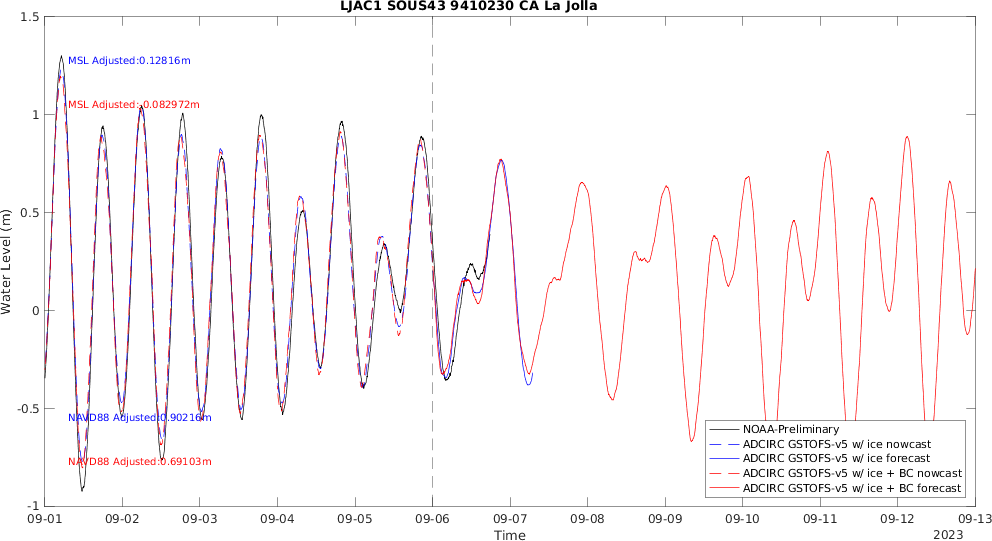 LJAC1 SOUS43 9410230 CA La Jolla
1.5
1
0.5
0
-0.5
-1
Water Level (m)
MSL Adjusted:0.12816m
MSL Adjusted:-0.082972m
NAVD88 Adjusted:0.90216m
NAVD88 Adjusted:0.69103m
NOAA-Preliminary
ADCIRC GSTOFS-v5 w/ ice nowcast
ADCIRC GSTOFS-v5 w/ ice forecast
ADCIRC GSTOFS-v5 w/ ice + BC nowcast
ADCIRC GSTOFS-v5 w/ ice + BC forecast
09-01 09-02 09-03 09-04 09-05 09-06 09-07 09-08 09-09 09-10 09-11 09-12 09-13
Time
2023